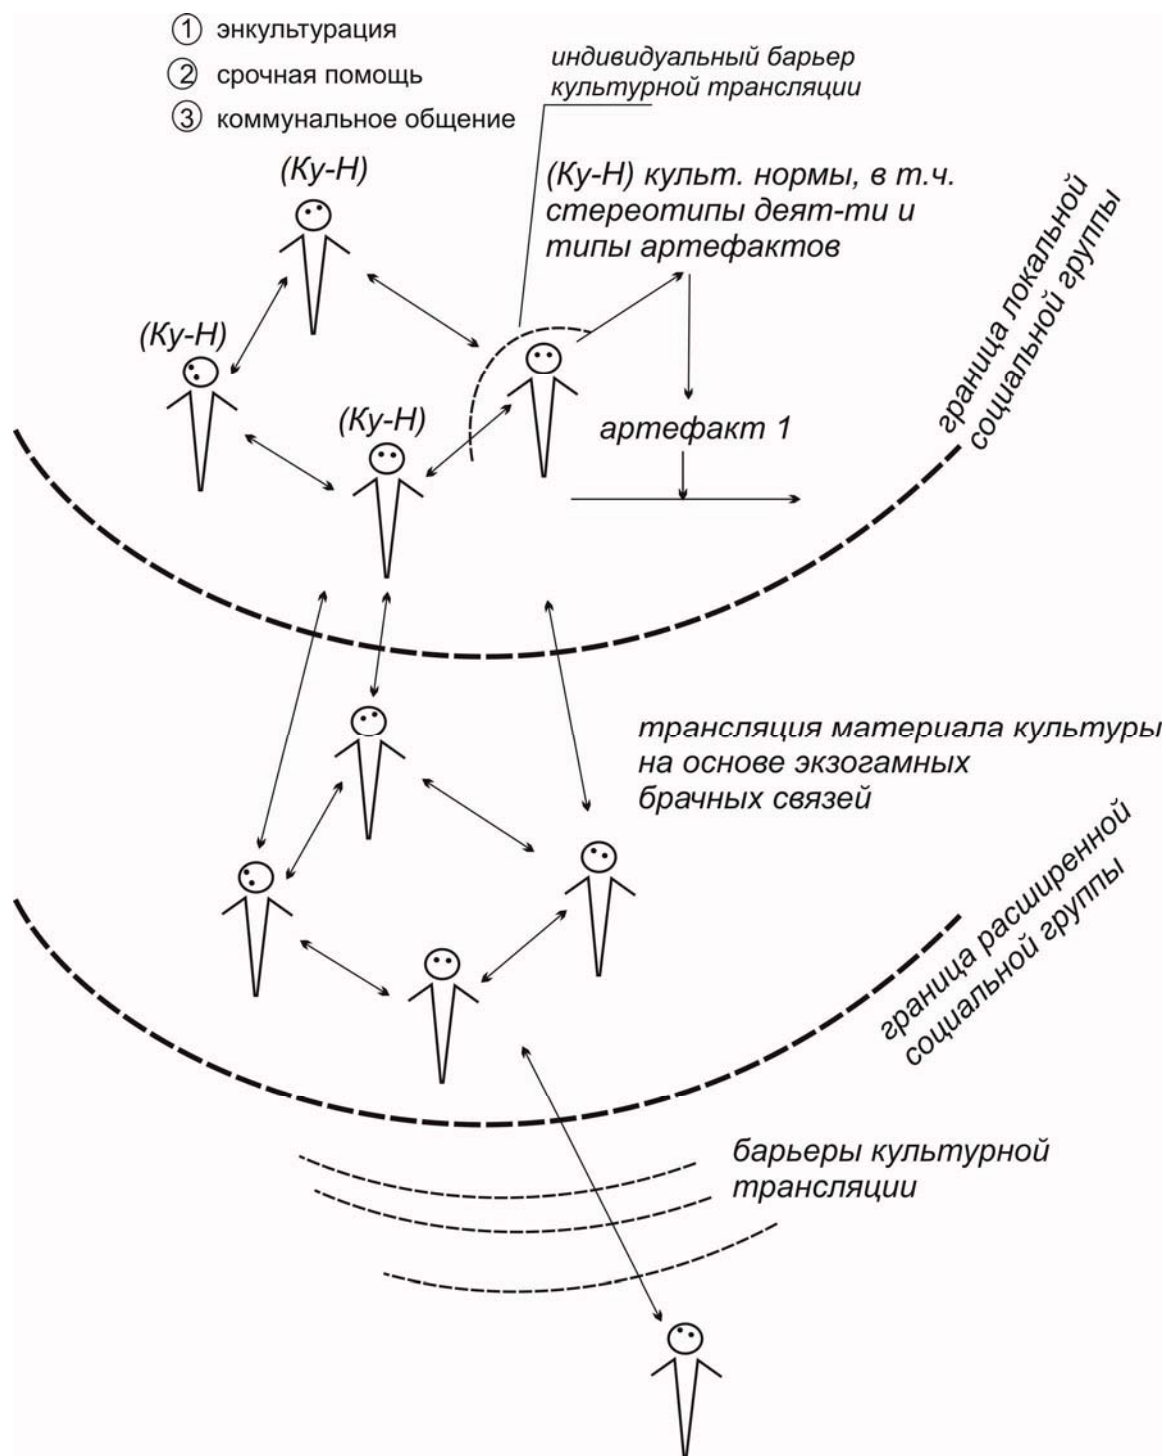 ① энкультурация
② срочная помощь
③ коммунальное общение
индивидуальный барьер
культурной трансляции
(Ку-Н)
(Ку-Н) культ. нормы, в т.ч.
стереотипы деят-ти и
типы артефактов
(Ку-Н)
(Ку-Н)
артефакт 1
граница локальной
социальной группы
трансляция материала культуры
на основе экзогамных
брачных связей
граница расширенной
социальной группы
барьеры культурной
трансляции